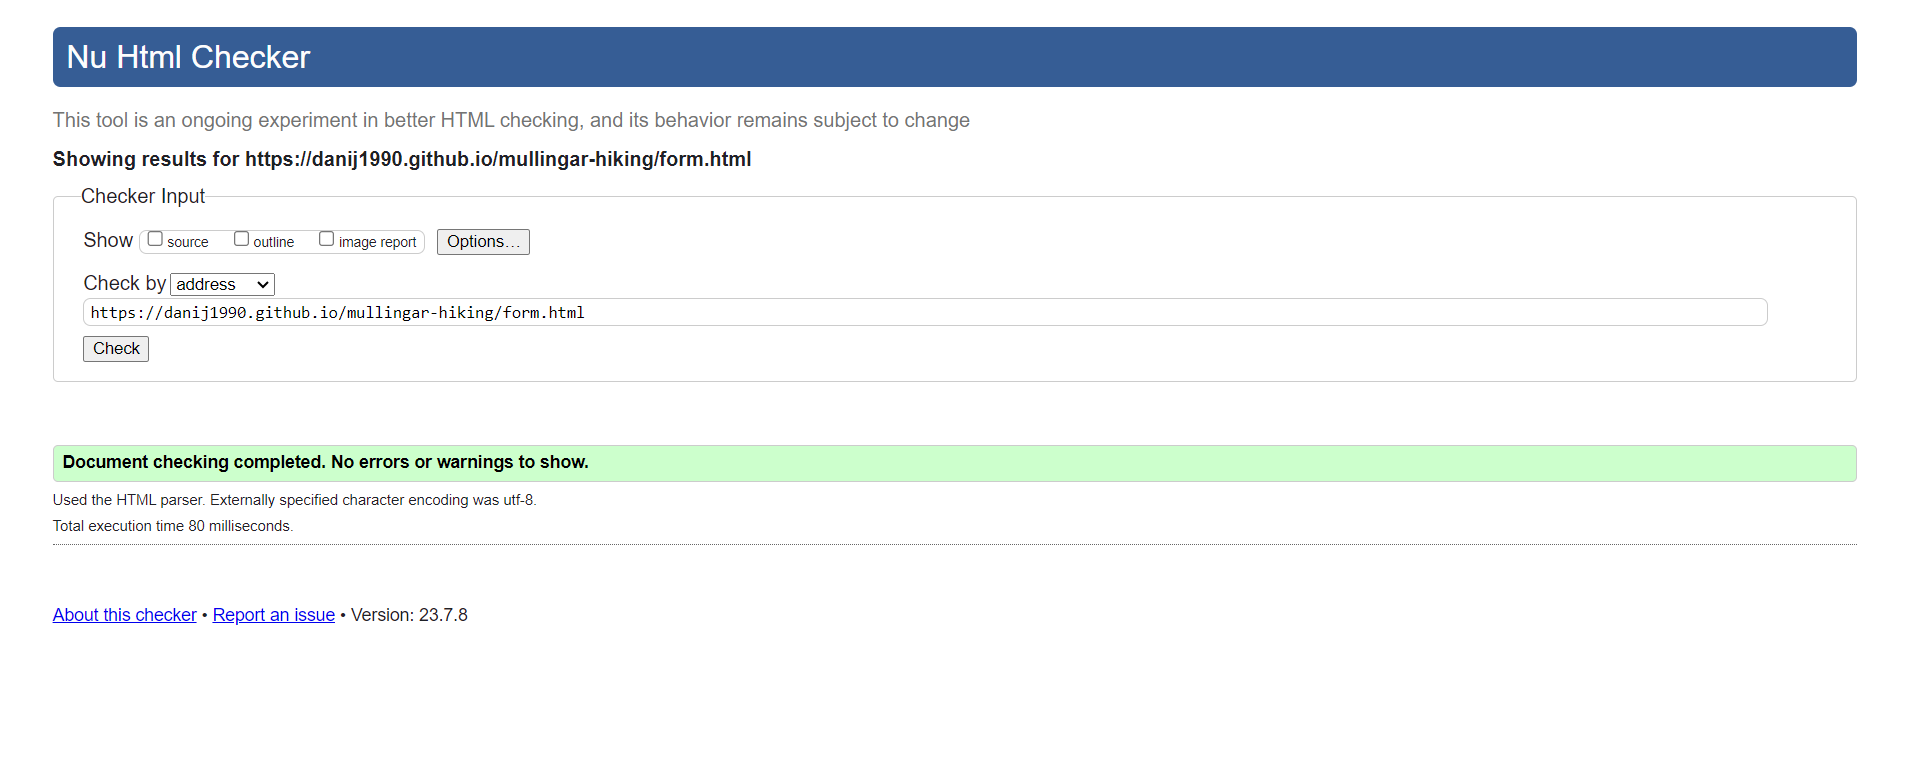 Nu Html Checker
This tool is an ongoing experiment in better HTML checking, and its behavior remains subject to change
Showing results for https://danij1990.github.io/mullingar-hiking/form.html
Checker Input
Show source outline image report Options...
Check by address
https://danij1990.github.io/mullingar-hiking/form.html
Check
Document checking completed. No errors or warnings to show.
Used the HTML parser. Externally specified character encoding was utf-8.
Total execution time 80 milliseconds.
About this checker • Report an issue • Version: 23.7.8